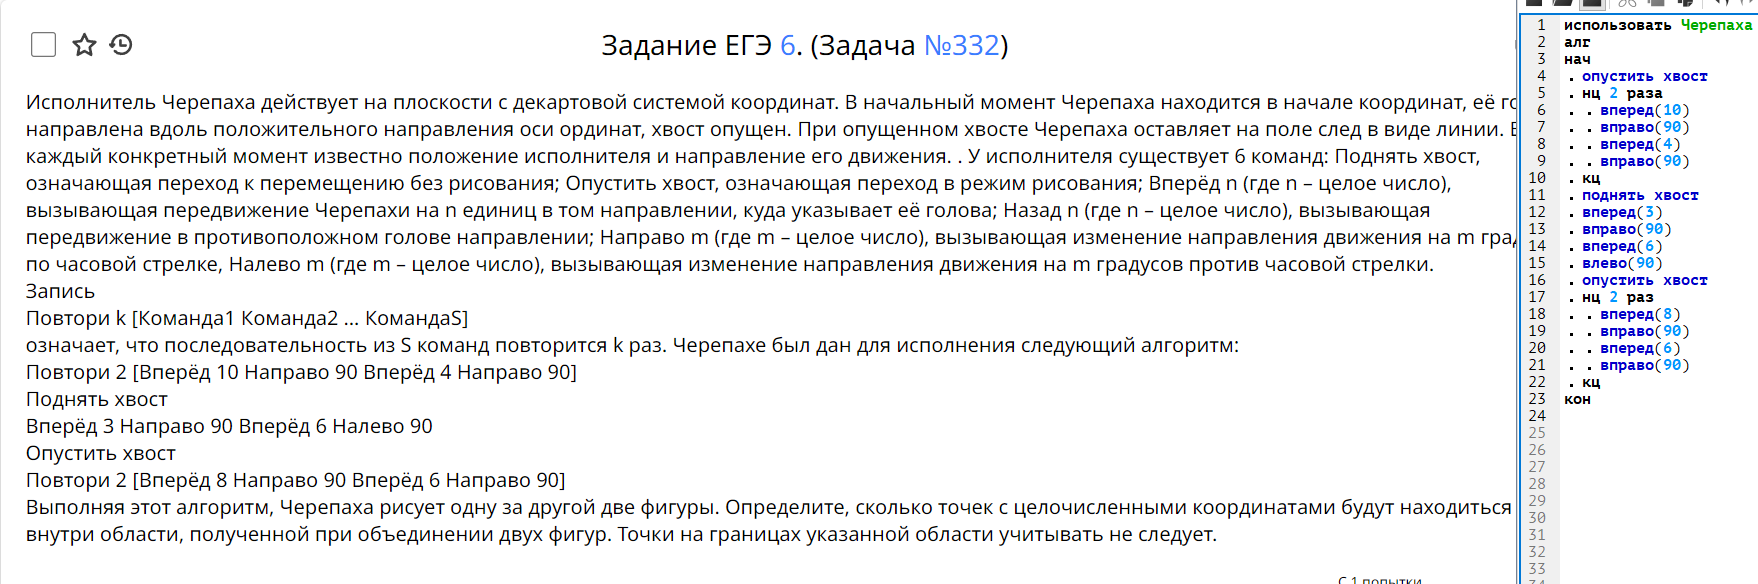 Задание ЕГЭ 6. (Задача №332)
Исполнитель Черепаха действует на плоскости с декартовой системой координат. В начальный момент Черепаха находится в начале координат, её
направлена вдоль положительного направления оси ординат, хвост опущен. При опущенном хвосте Черепаха оставляет на поле след в виде линии.
каждый конкретный момент известно положение исполнителя и направление его движения. . У исполнителя существует 6 команд: Поднять хвост,
означающая переход к перемещению без рисования; Опустить хвост, означающая переход в режим рисования; Вперёд n (где n – целое число),
вызывающая передвижение Черепахи на n единиц в том направлении, куда указывает её голова; Назад n (где n – целое число), вызывающая
передвижение в противоположном голове направлении; Направо m (где m – целое число), вызывающая изменение направления движения на m
по часовой стрелке, Налево m (где m – целое число), вызывающая изменение направления движения на m градусов против часовой стрелки.
Запись
Повтори k [Команда1 Команда2 ... КомандаS]
означает, что последовательность из S команд повторится k раз. Черепахе был дан для исполнения следующий алгоритм:
Повтори 2 [Вперёд 10 Направо 90 Вперёд 4 Направо 90]
Поднять хвост
Вперёд 3 Направо 90 Вперёд 6 Налево 90
Опустить хвост
Повтори 2 [Вперёд 8 Направо 90 Вперёд 6 Направо 90]
Выполняя этот алгоритм, Черепаха рисует одну за другой две фигуры. Определите, сколько точек с целочисленными координатами будут находиться
внутри области, полученной при объединении двух фигур. Точки на границах указанной области учитывать не следует.
С 1 попытки
1 использовать Черепаха
2 алг
3 нач
4 . опустить хвост
5 . нц 2 раза
6 . . вперед(10)
7 . . вправо(90)
8 . . вперед(4)
9 . . вправо(90)
10 . кц
11 . поднять хвост
12 . вперед(3)
13 . вправо(90)
14 . вперед(6)
15 . влево(90)
16 . опустить хвост
17 . нц 2 раз
18 . . вперед(8)
19 . . вправо(90)
20 . . вперед(6)
21 . . вправо(90)
22 . кц
23 кон
24
25
26
27
28
29
30
31
32
33